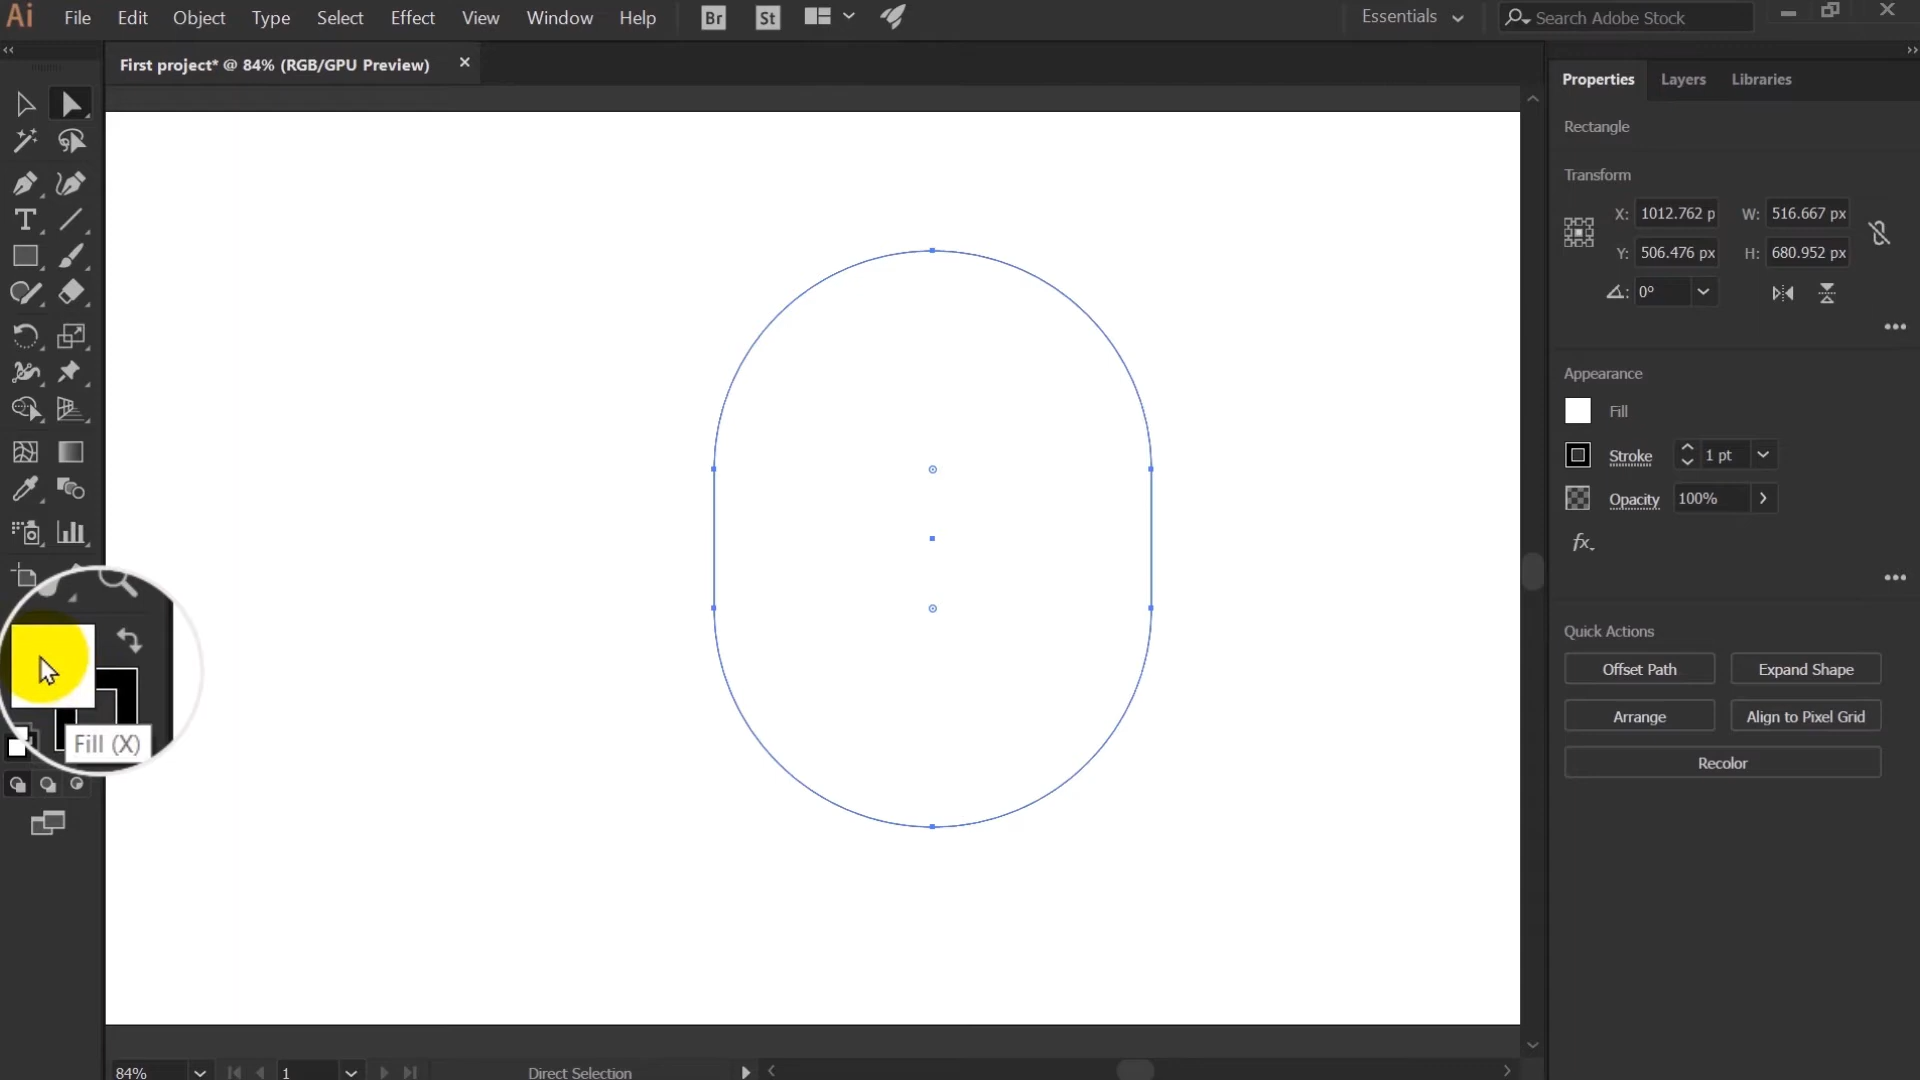 Ai File Edit Object Type Select Effect View Window Help Br St Essentials Search Adobe Stock
First project* @ 84% (RGB/GPU Preview)
Properties Layers Libraries
Rectangle
Transform
X: 1012.762 p W: 516.667 px
Y: 506.476 px H: 680.952 px
0°
Appearance
Fill
Stroke 1 pt
Opacity 100%
fx
Quick Actions
Offset Path Expand Shape
Arrange Align to Pixel Grid
Recolor
Fill (X)
84% 1 Direct Selection